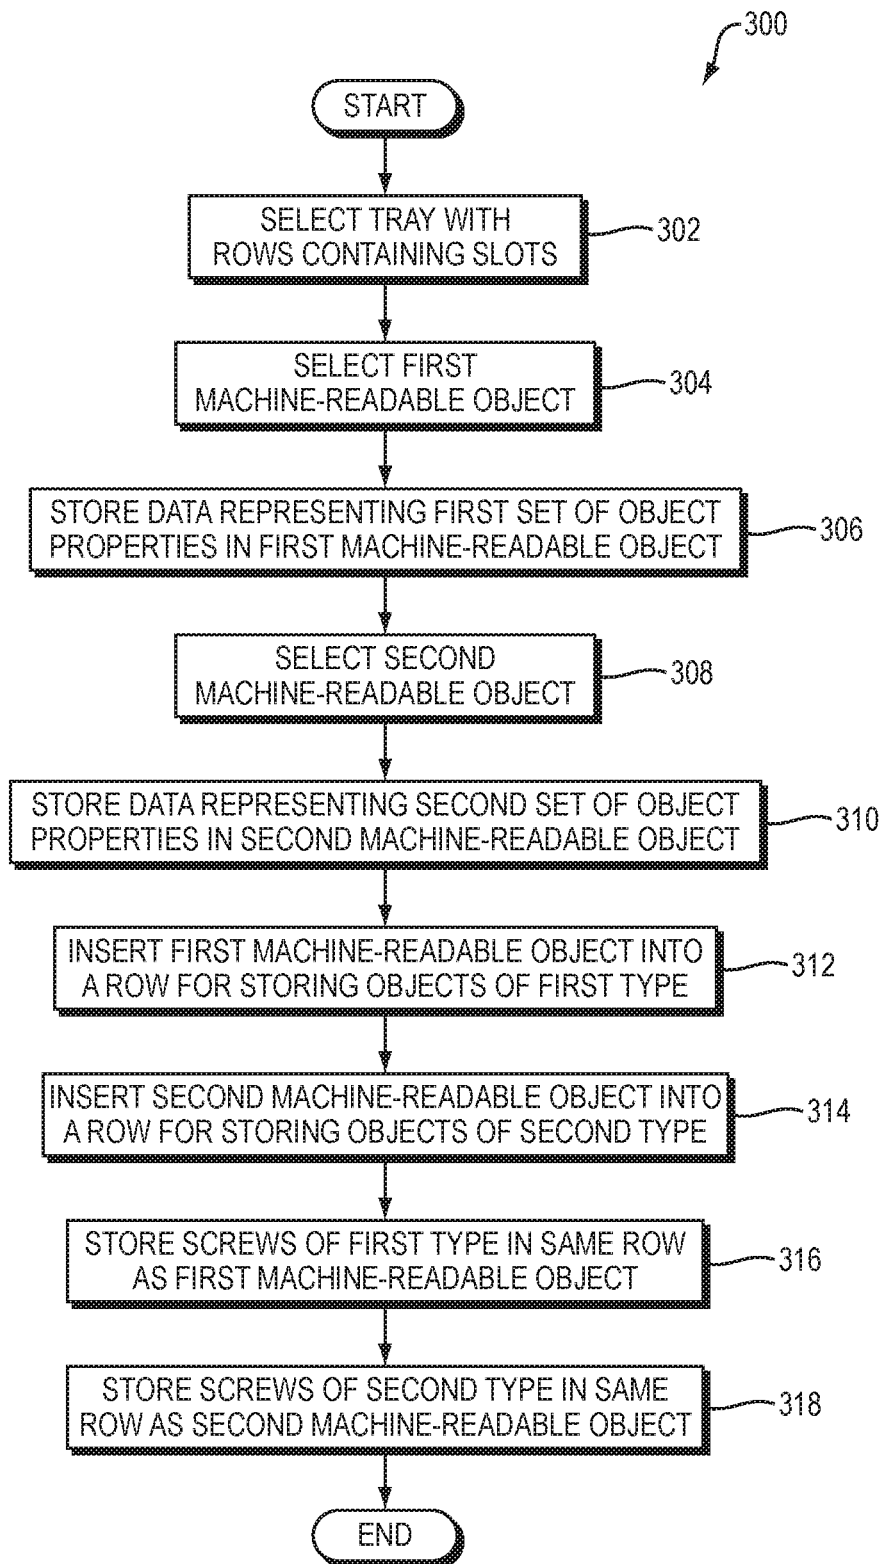 300
START
SELECT TRAY WITH
ROWS CONTAINING SLOTS
302
SELECT FIRST
MACHINE-READABLE OBJECT
304
STORE DATA REPRESENTING FIRST SET OF OBJECT
PROPERTIES IN FIRST MACHINE-READABLE OBJECT
306
SELECT SECOND
MACHINE-READABLE OBJECT
308
STORE DATA REPRESENTING SECOND SET OF OBJECT
PROPERTIES IN SECOND MACHINE-READABLE OBJECT
310
INSERT FIRST MACHINE-READABLE OBJECT INTO
A ROW FOR STORING OBJECTS OF FIRST TYPE
312
INSERT SECOND MACHINE-READABLE OBJECT INTO
A ROW FOR STORING OBJECTS OF SECOND TYPE
314
STORE SCREWS OF FIRST TYPE IN SAME ROW
AS FIRST MACHINE-READABLE OBJECT
316
STORE SCREWS OF SECOND TYPE IN SAME
ROW AS SECOND MACHINE-READABLE OBJECT
318
END